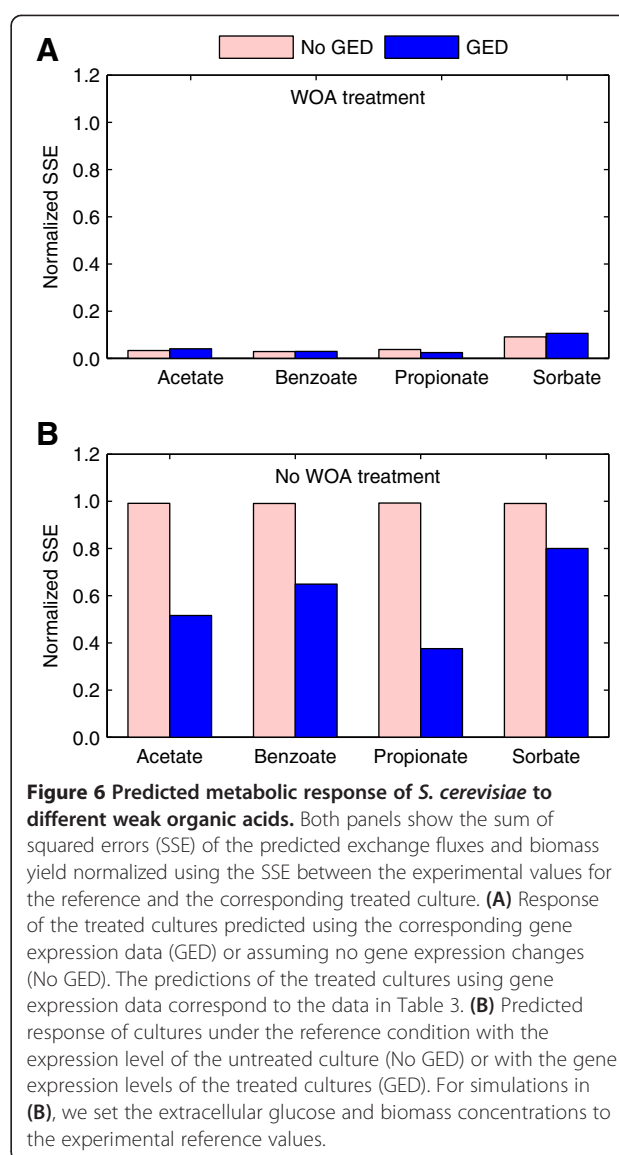 A
No GED
GED
WOA treatment
Normalized SSE
1.2
1.0
0.8
0.6
0.4
0.2
0.0
Acetate
Benzoate
Propionate
Sorbate
B
No WOA treatment
Normalized SSE
1.2
1.0
0.8
0.6
0.4
0.2
0.0
Acetate
Benzoate
Propionate
Sorbate
Figure 6 Predicted metabolic response of S. cerevisiae to
different weak organic acids. Both panels show the sum of
squared errors (SSE) of the predicted exchange fluxes and biomass
yield normalized using the SSE between the experimental values for
the reference and the corresponding treated culture. (A) Response
of the treated cultures predicted using the corresponding gene
expression data (GED) or assuming no gene expression changes
(No GED). The predictions of the treated cultures using gene
expression data correspond to the data in Table 3. (B) Predicted
response of cultures under the reference condition with the
expression level of the untreated culture (No GED) or with the gene
expression levels of the treated cultures (GED). For simulations in
(B), we set the extracellular glucose and biomass concentrations to
the experimental reference values.